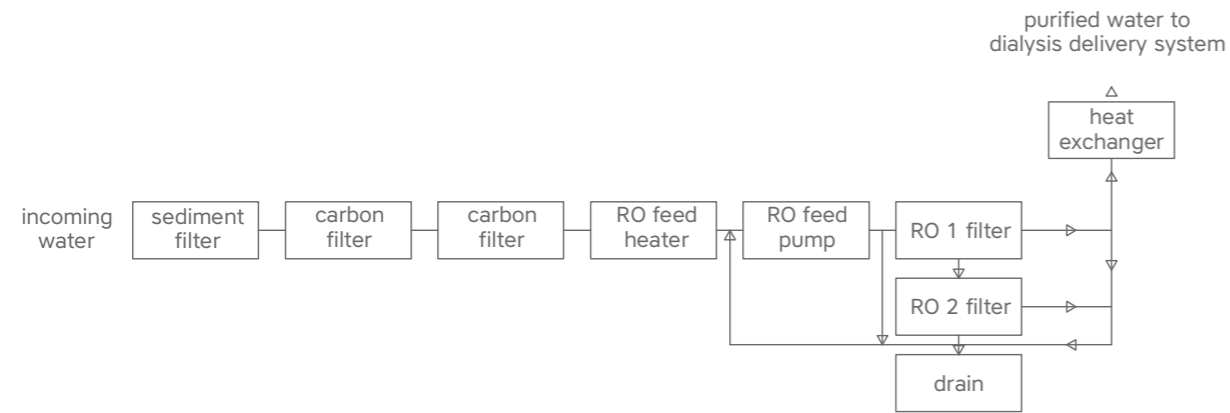 purified water to
dialysis delivery system
heat
exchanger
incoming
water
sediment
filter
carbon
filter
carbon
filter
RO feed
heater
RO feed
pump
RO 1 filter
RO 2 filter
drain